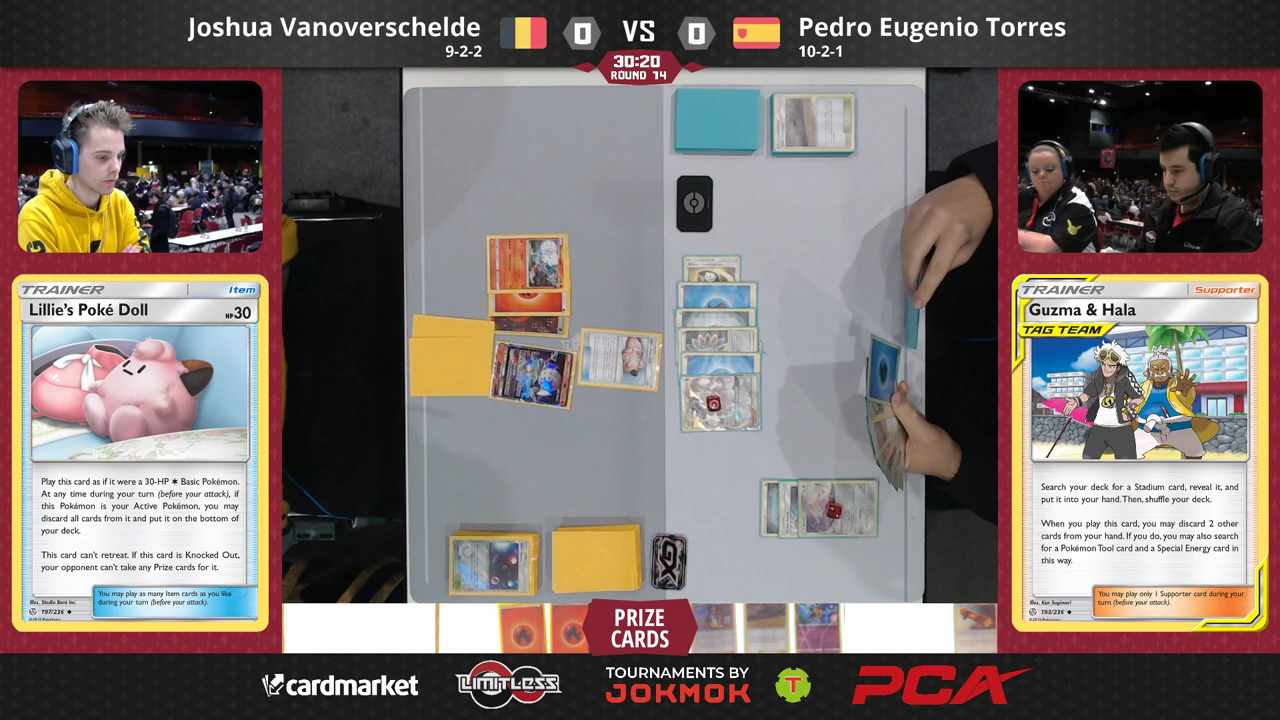 Joshua Vanoverschelde
9-2-2
0 VS 0
Pedro Eugenio Torres
10-2-1
30:20
ROUND 14
TRAINER Item
Lillie's Poké Doll HP30
Play this card as if it were a 30-HP Basic Pokémon.
At any time during your turn (before your attack), if
this Pokémon is your Active Pokémon, you may
discard all cards from it and put it on the bottom of
your deck.
This card can't retreat. If this card is Knocked Out,
your opponent can't take any Prize cards for it.
You may play as many Item cards as you like
during your turn (before your attack).
197/236
TRAINER Supporter
Guzma & Hala
TAG TEAM
Search your deck for a Stadium card, reveal it, and
put it into your hand. Then, shuffle your deck.
When you play this card, you may discard 2 other
cards from your hand. If you do, you may also search
for a Pokémon Tool card and a Special Energy card in
this way.
Illus. Ken Sugimori
You may play only 1 Supporter card during your
turn (before your attack).
193/236
GX
PRIZE
CARDS
cardmarket
LIMITLESS
TOURNAMENTS BY
JOKMOK
T
PCA